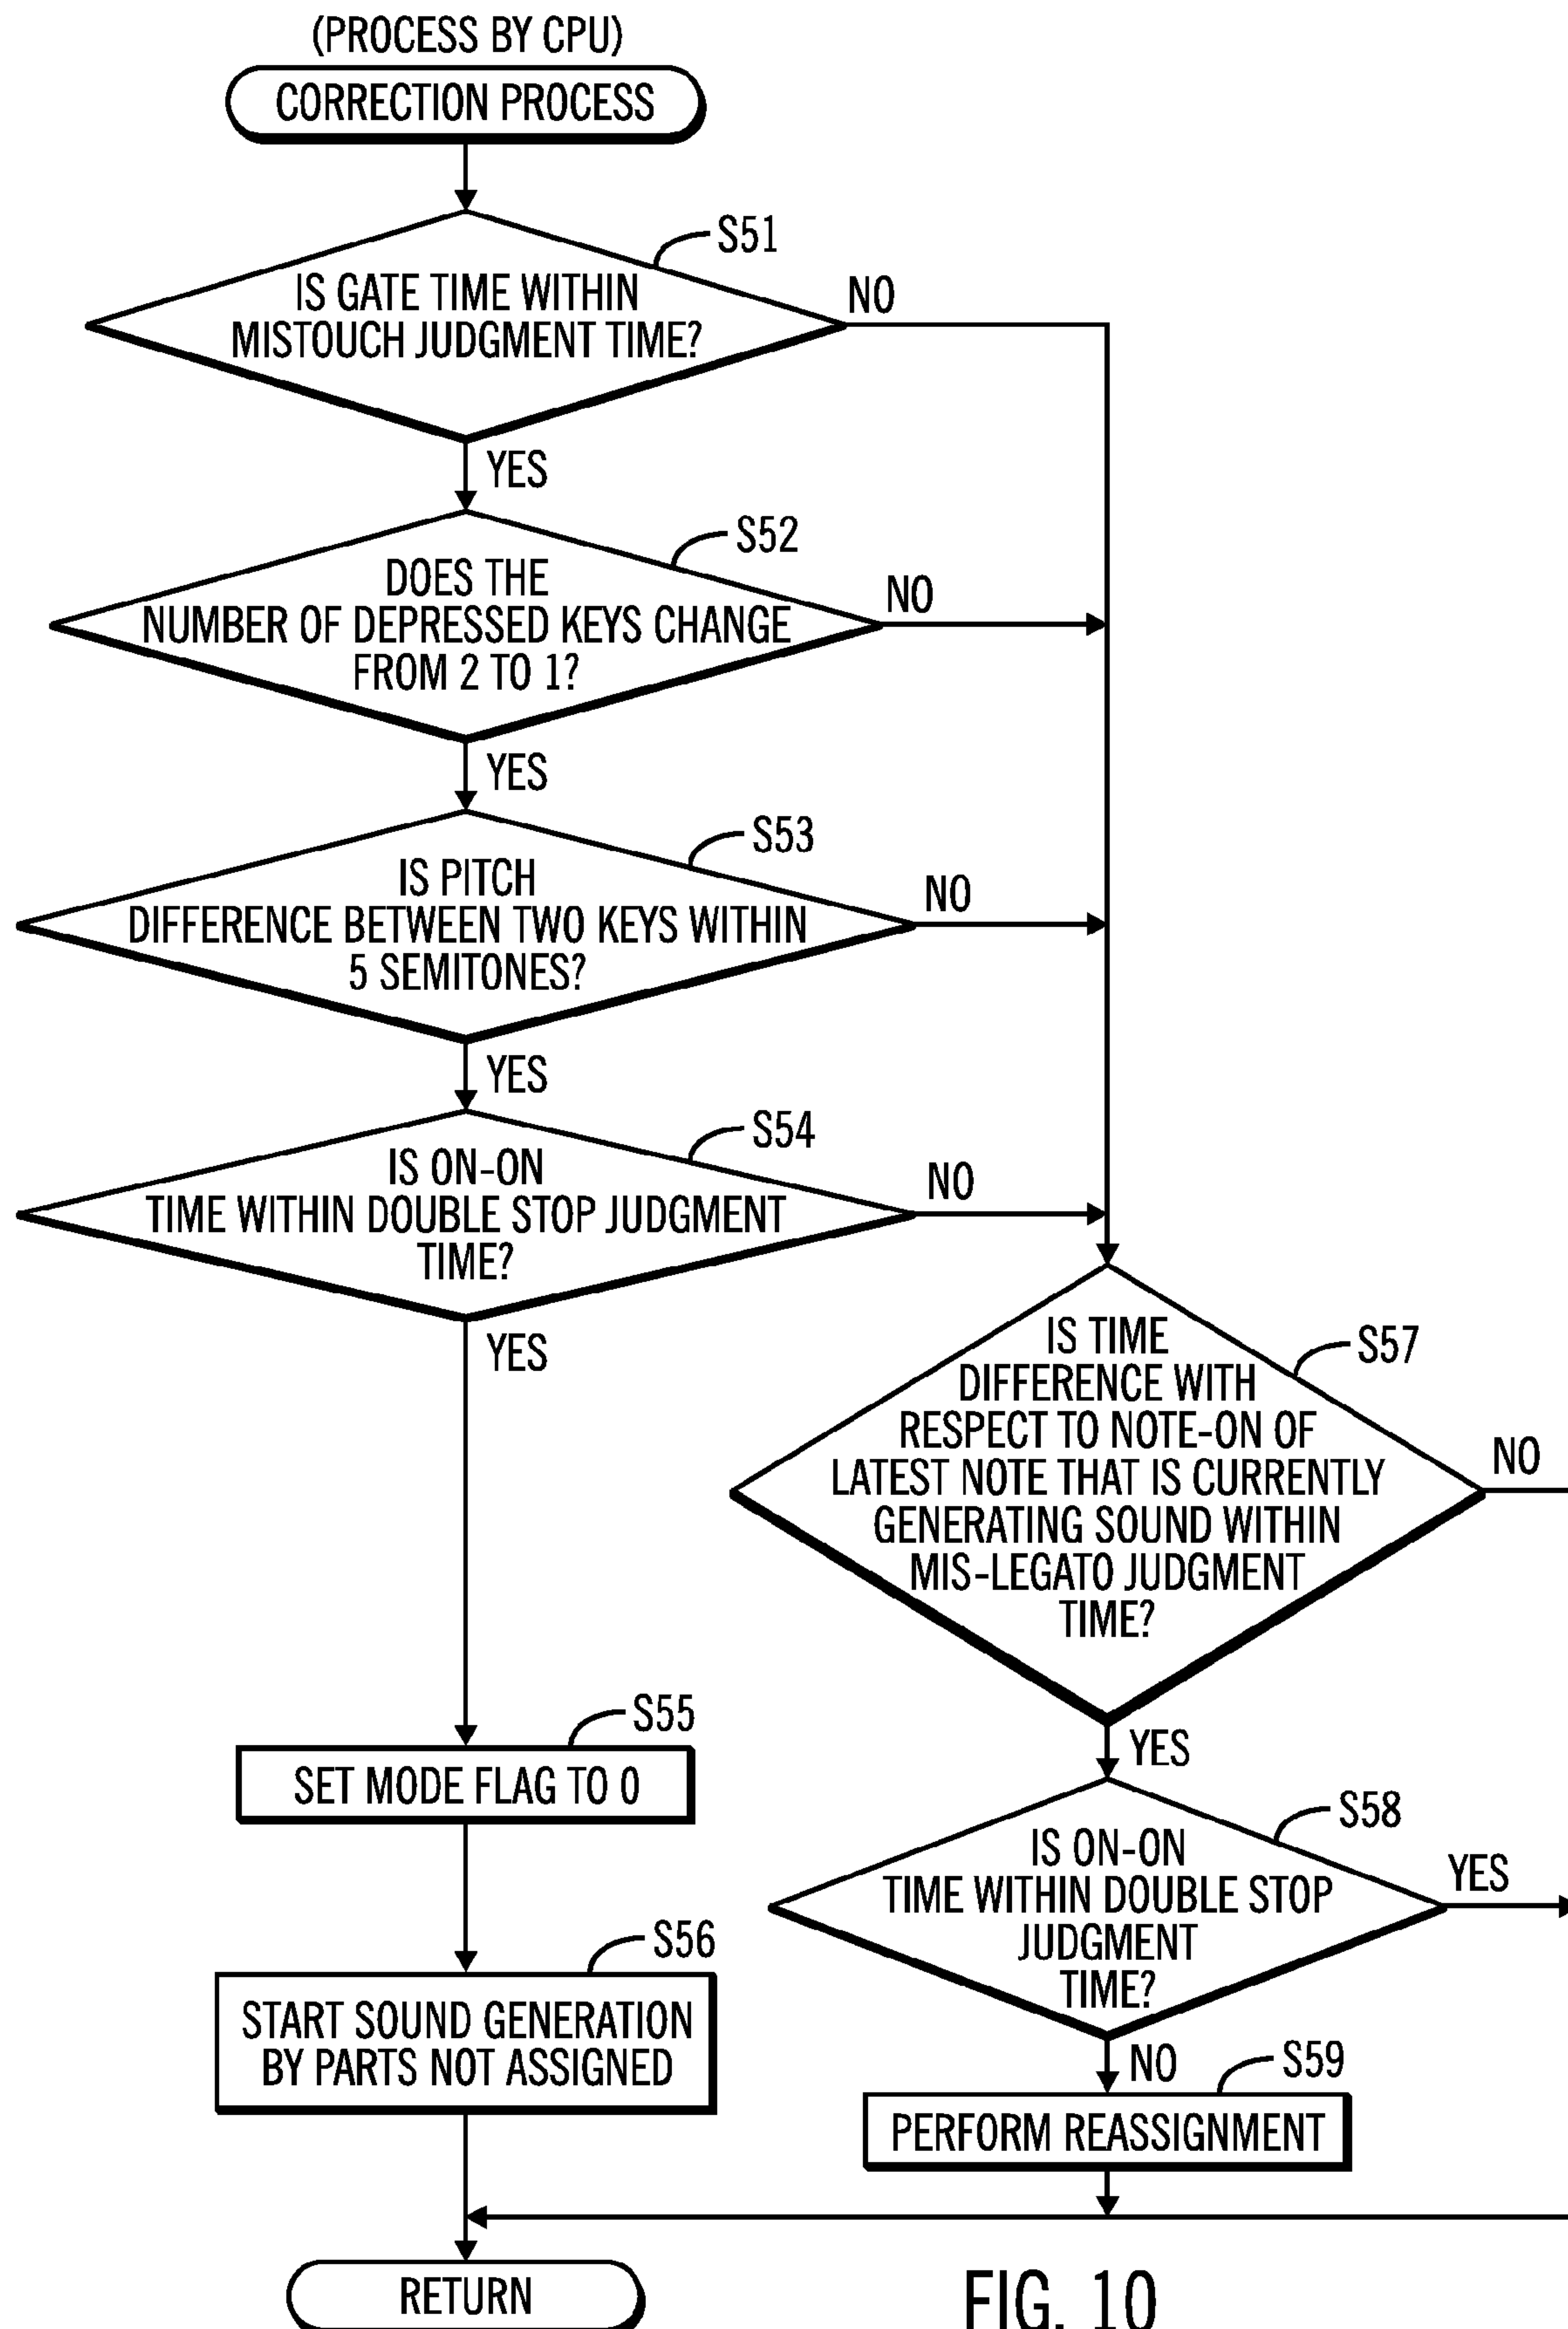 (PROCESS BY CPU)
CORRECTION PROCESS
S51
IS GATE TIME WITHIN
MISTOUCH JUDGMENT TIME?
NO
YES
S52
DOES THE
NUMBER OF DEPRESSED KEYS CHANGE
FROM 2 TO 1?
NO
YES
S53
IS PITCH
DIFFERENCE BETWEEN TWO KEYS WITHIN
5 SEMITONES?
NO
YES
S54
IS ON-ON
TIME WITHIN DOUBLE STOP JUDGMENT
TIME?
NO
YES
S55
SET MODE FLAG TO 0
S56
START SOUND GENERATION
BY PARTS NOT ASSIGNED
S57
IS TIME
DIFFERENCE WITH
RESPECT TO NOTE-ON OF
LATEST NOTE THAT IS CURRENTLY
GENERATING SOUND WITHIN
MIS-LEGATO JUDGMENT
TIME?
NO
YES
S58
IS ON-ON
TIME WITHIN DOUBLE STOP
JUDGMENT
TIME?
YES
NO
S59
PERFORM REASSIGNMENT
RETURN
FIG. 10